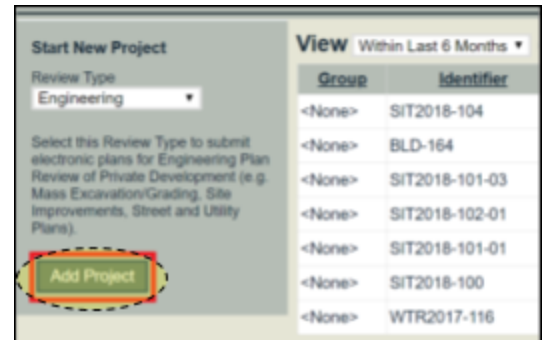 Start New Project
Review Type
Engineering
Select this Review Type to submit
electronic plans for Engineering Plan
Review of Private Development (e.g.
Mass Excavation/Grading, Site
Improvements, Street and Utility
Plans).
Add Project
View Within Last 6 Months
Group Identifier
<None> SIT2018-104
<None> BLD-164
<None> SIT2018-101-03
<None> SIT2018-102-01
<None> SIT2018-101-01
<None> SIT2018-100
<None> WTR2017-116